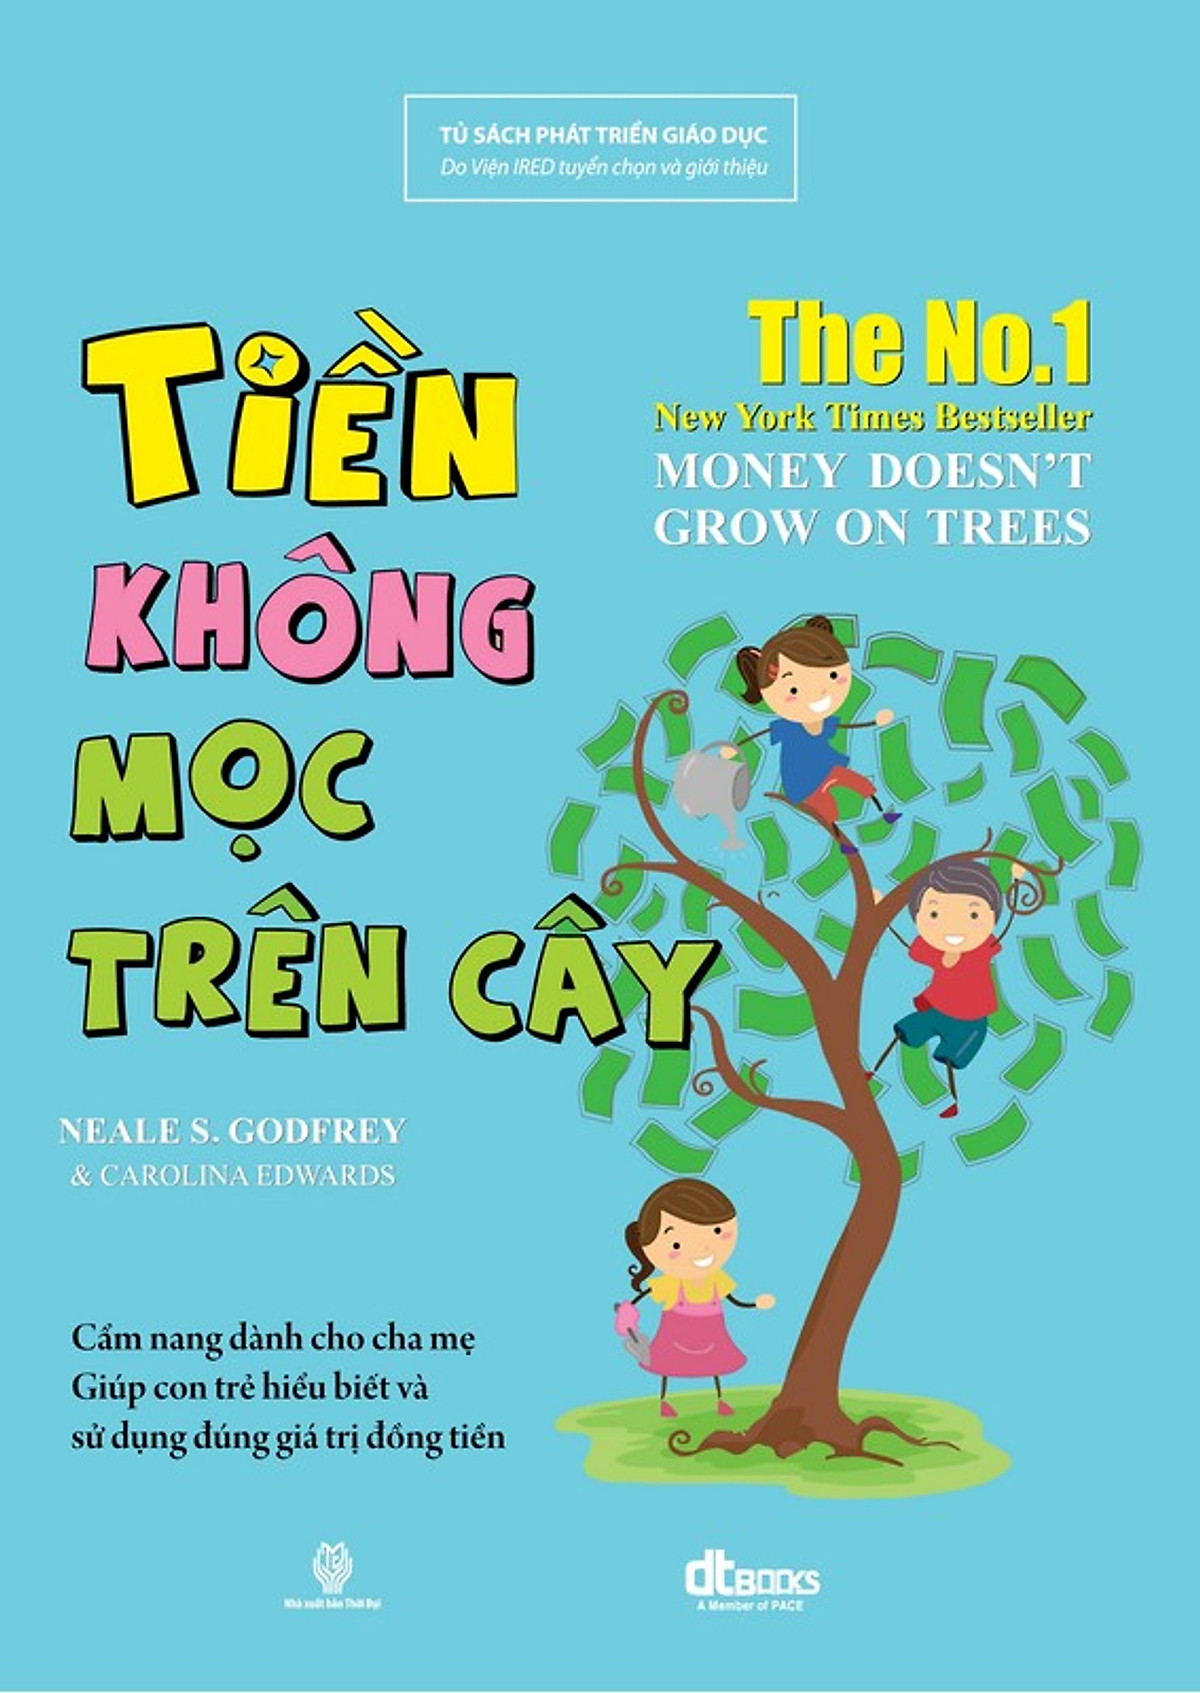 TỦ SÁCH PHÁT TRIỂN GIÁO DỤC
Do Viện IRED tuyển chọn và giới thiệu
TiỀN
KHÔNG
MỌC
TRÊN CÂY
The No.1
New York Times Bestseller
MONEY DOESN'T
GROW ON TREES
NEALE S. GODFREY
& CAROLINA EDWARDS
Cẩm nang dành cho cha mẹ
Giúp con trẻ hiểu biết và
sử dụng đúng giá trị đồng tiền
Nhà xuất bản Thời Đại
dtBOOKS
A Member of PACE